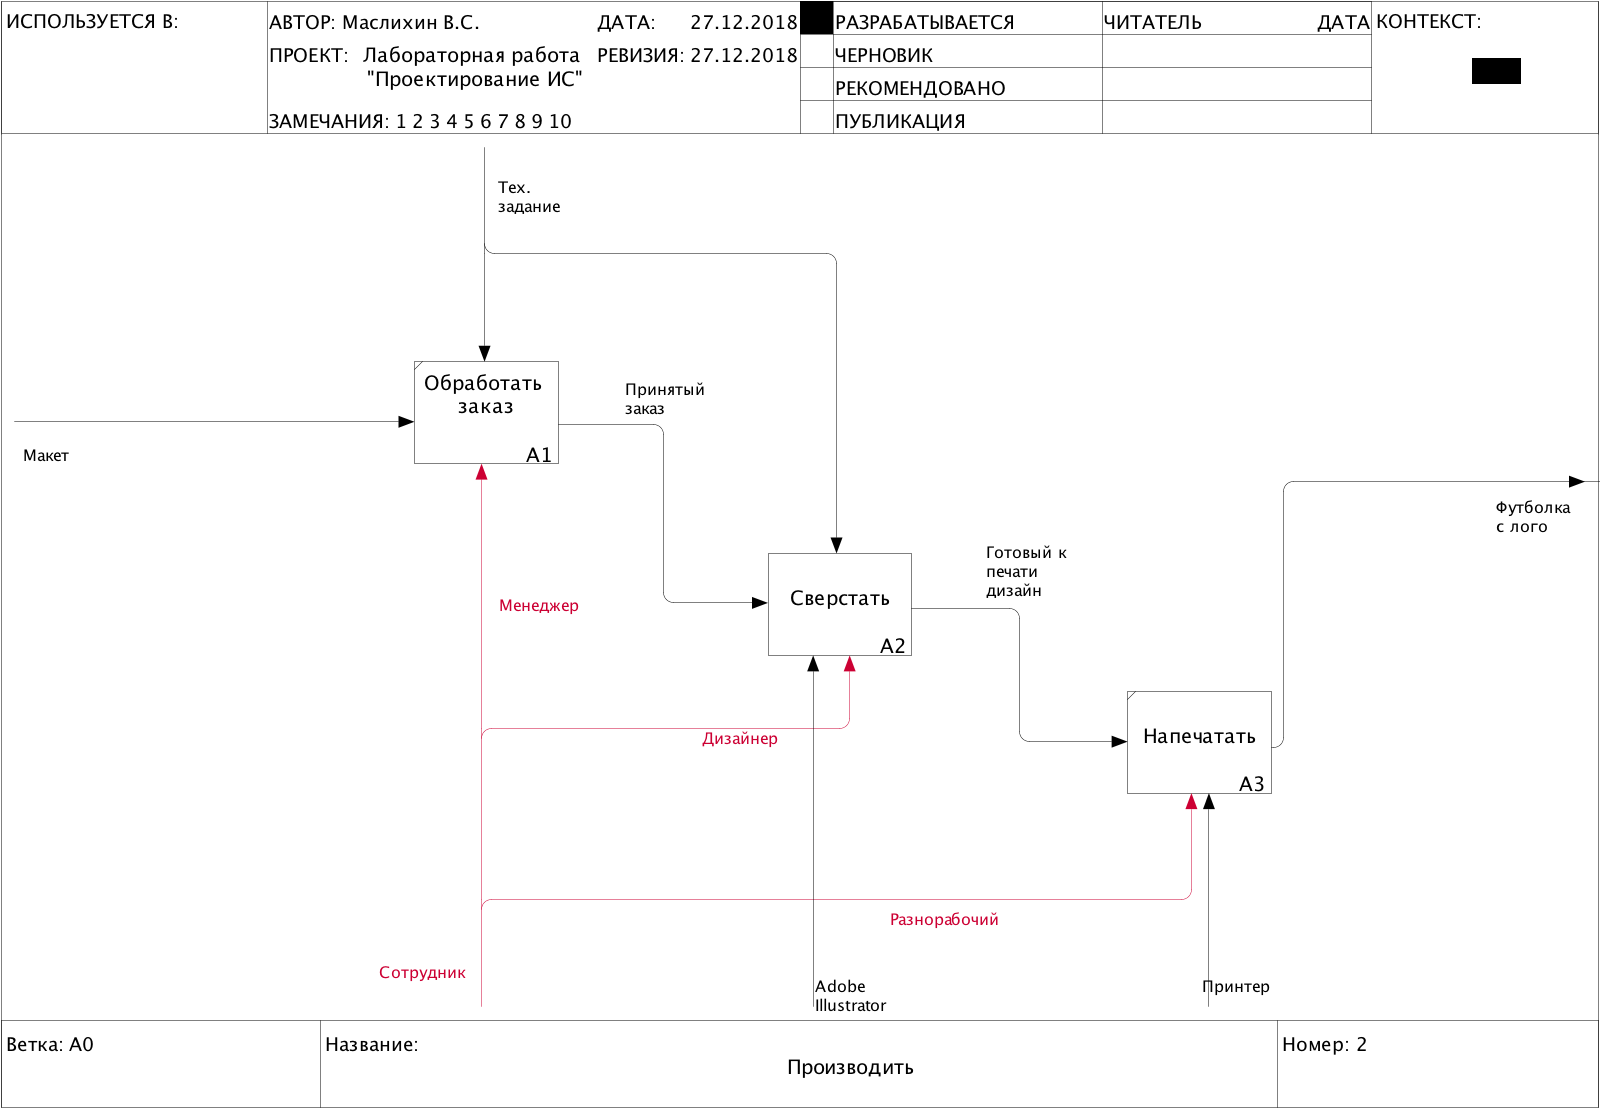 ИСПОЛЬЗУЕТСЯ В:
АВТОР: Маслихин В.С.
ДАТА: 27.12.2018
РАЗРАБАТЫВАЕТСЯ
ЧИТАТЕЛЬ
ДАТА
КОНТЕКСТ:
ПРОЕКТ: Лабораторная работа
"Проектирование ИС"
РЕВИЗИЯ: 27.12.2018
ЧЕРНОВИК
РЕКОМЕНДОВАНО
ЗАМЕЧАНИЯ: 1 2 3 4 5 6 7 8 9 10
ПУБЛИКАЦИЯ
Тех.
задание
Обработать
заказ
A1
Принятый
заказ
Макет
Футболка
с лого
Готовый к
печати
дизайн
Менеджер
Сверстать
A2
Дизайнер
Напечатать
A3
Разнорабочий
Сотрудник
Adobe
Illustrator
Принтер
Ветка: A0
Название:
Производить
Номер: 2